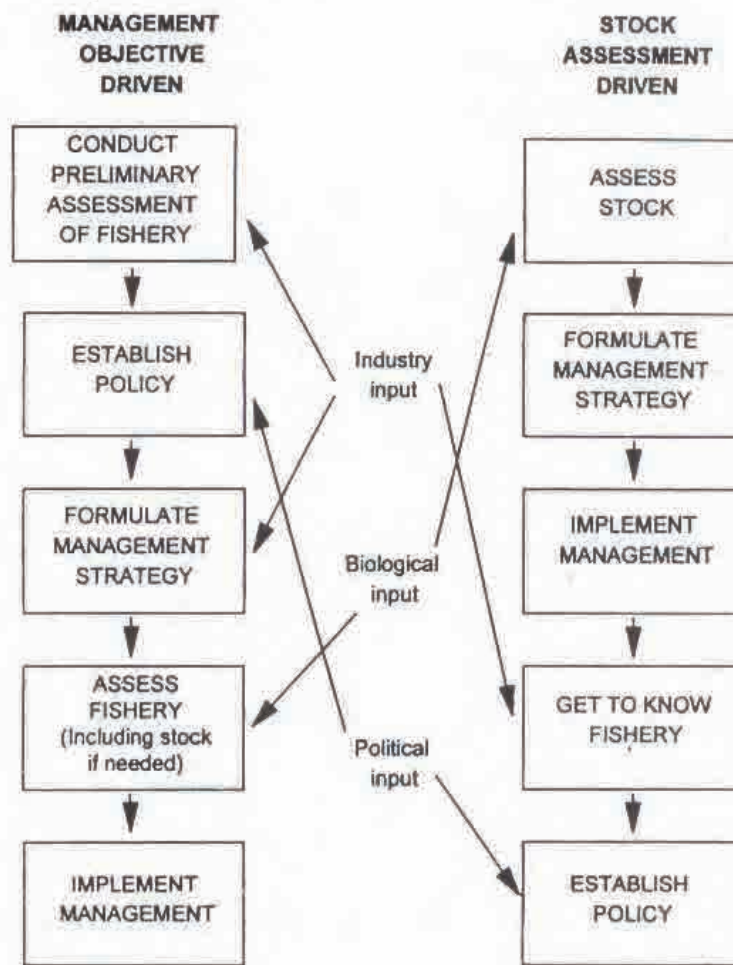 MANAGEMENT
OBJECTIVE
DRIVEN
CONDUCT
PRELIMINARY
ASSESSMENT
OF FISHERY
ESTABLISH
POLICY
FORMULATE
MANAGEMENT
STRATEGY
ASSESS
FISHERY
(Including stock
if needed)
IMPLEMENT
MANAGEMENT
Industry
input
Biological
input
Political
input
STOCK
ASSESSMENT
DRIVEN
ASSESS
STOCK
FORMULATE
MANAGEMENT
STRATEGY
IMPLEMENT
MANAGEMENT
GET TO KNOW
FISHERY
ESTABLISH
POLICY